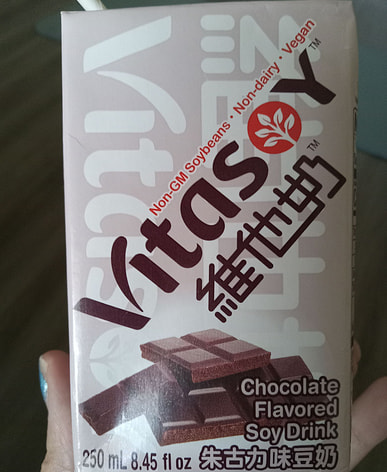 Non-GM Soybeans • Non-dairy • Vegan
VitasOY™
維他奶™
Chocolate
Flavored
Soy Drink
250 mL 8.45 fl oz 朱古力味豆奶